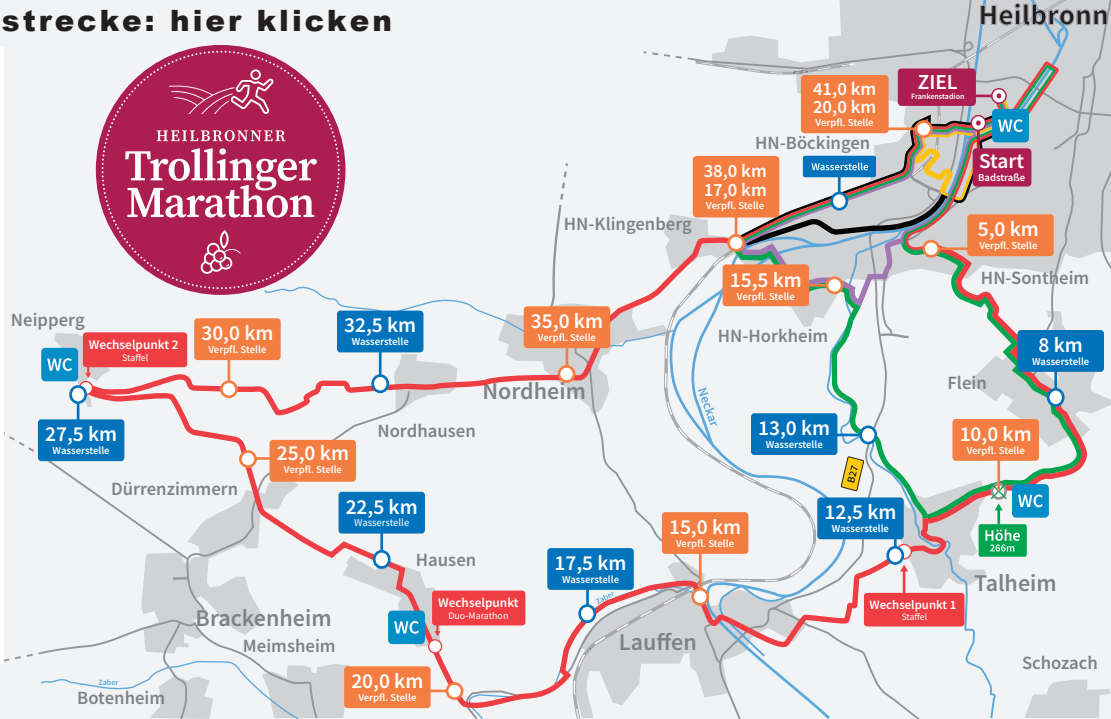 strecke: hier klicken
Heilbronn
HEILBRONNER
Trollinger
Marathon
41,0 km
20,0 km
Verpfl. Stelle
ZIEL
Frankenstadion
WC
HN-Böckingen
Wasserstelle
Start
Badstraße
38,0 km
17,0 km
Verpfl. Stelle
HN-Klingenberg
5,0 km
Verpfl. Stelle
HN-Sontheim
15,5 km
Verpfl. Stelle
HN-Horkheim
Neipperg
WC
Wechselpunkt 2
Staffel
30,0 km
Verpfl. Stelle
32,5 km
Wasserstelle
35,0 km
Verpfl. Stelle
Nordheim
8 km
Wasserstelle
Flein
Neckar
27,5 km
Wasserstelle
Nordhausen
25,0 km
Verpfl. Stelle
13,0 km
Wasserstelle
10,0 km
Verpfl. Stelle
B27
WC
Dürrenzimmern
22,5 km
Wasserstelle
15,0 km
Verpfl. Stelle
12,5 km
Wasserstelle
Höhe
266m
Hausen
17,5 km
Wasserstelle
Talheim
Zaber
Wechselpunkt
Duo-Marathon
Wechselpunkt 1
Staffel
WC
Brackenheim
Meimsheim
Lauffen
Schozach
Zaber
Botenheim
20,0 km
Verpfl. Stelle